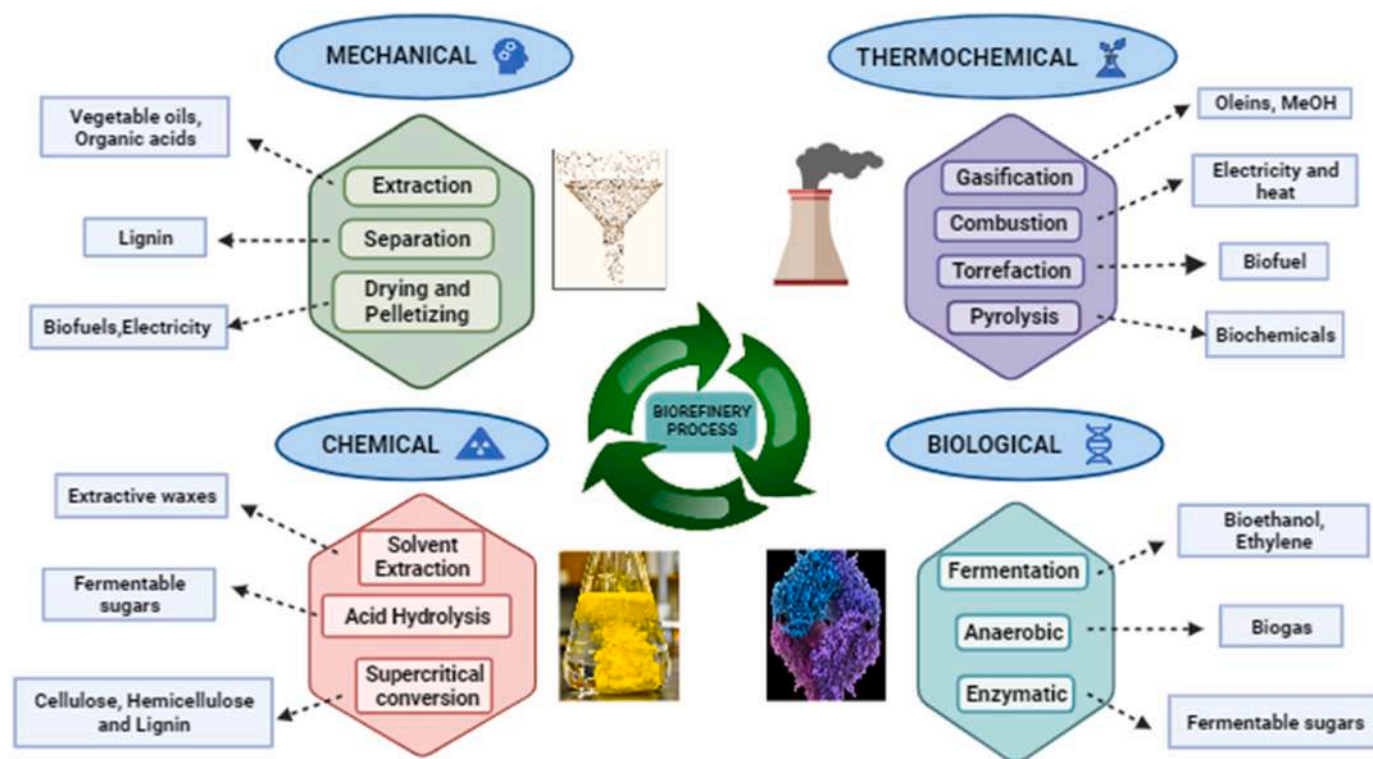 MECHANICAL
Vegetable oils,
Organic acids
Extraction
Lignin
Separation
Biofuels,Electricity
Drying and
Pelletizing
THERMOCHEMICAL
Oleins, MeOH
Gasification
Electricity and
heat
Combustion
Biofuel
Torrefaction
Biochemicals
Pyrolysis
BIOREFINERY
PROCESS
CHEMICAL
Extractive waxes
Solvent
Extraction
Fermentable
sugars
Acid Hydrolysis
Cellulose, Hemicellulose
and Lignin
Supercritical
conversion
BIOLOGICAL
Bioethanol,
Ethylene
Fermentation
Biogas
Anaerobic
Fermentable sugars
Enzymatic